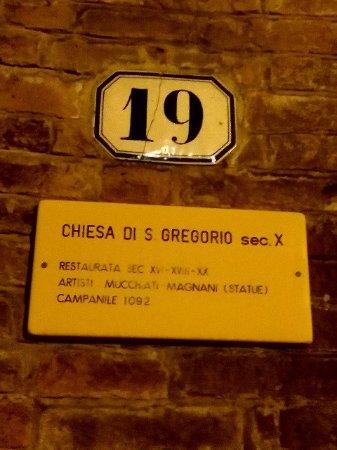 19
CHIESA DI S. GREGORIO sec. X
RESTAURATA SEC XVI-XVIII-XX
ARTISTI MUCCHIATI-MAGNANI (STATUE)
CAMPANILE 1092